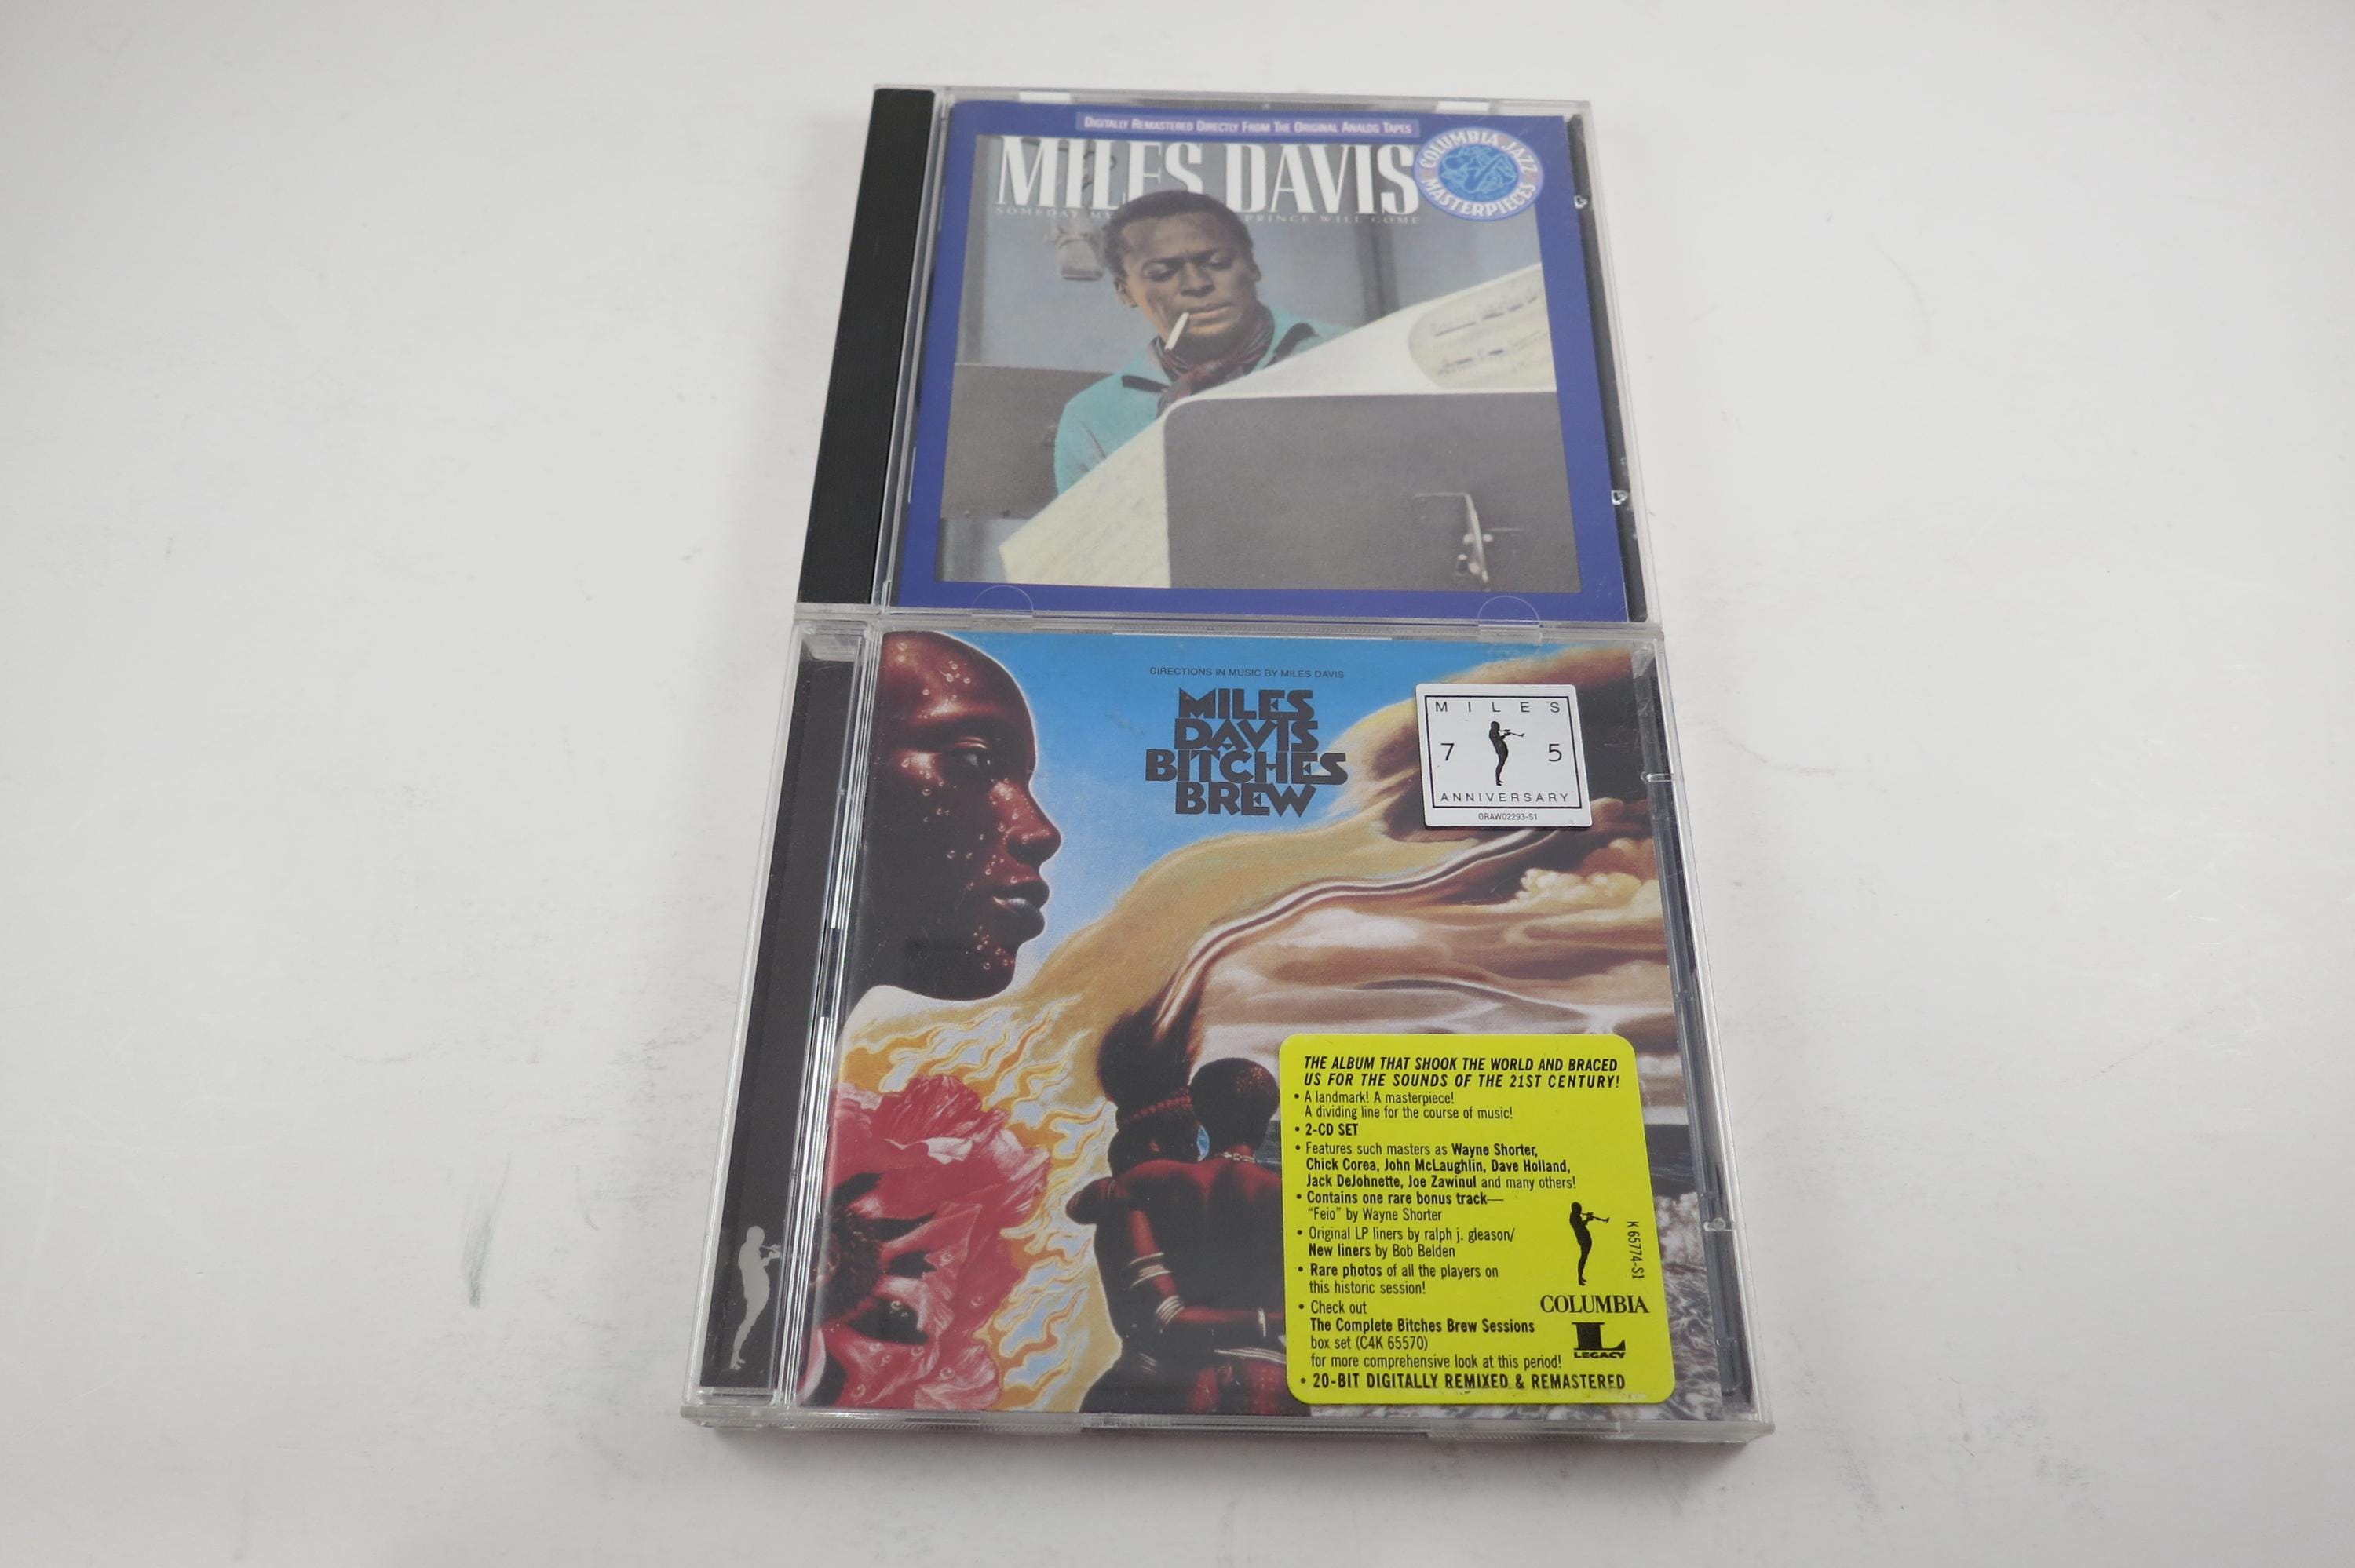 DIGITALLY REMASTERED DIRECTLY FROM THE ORIGINAL ANALOG TAPES
MILES DAVIS
SOMEDAY MY PRINCE WILL COME
COLUMBIA JAZZ
MASTERPIECES
DIRECTIONS IN MUSIC BY MILES DAVIS
MILES
DAVIS
BITCHES
BREW
MILES
7 5
ANNIVERSARY
ORAW02293-S1
THE ALBUM THAT SHOOK THE WORLD AND BRACED
US FOR THE SOUNDS OF THE 21ST CENTURY!
• A landmark! A masterpiece!
A dividing line for the course of music!
• 2-CD SET
• Features such masters as Wayne Shorter,
Chick Corea, John McLaughlin, Dave Holland,
Jack DeJohnette, Joe Zawinul and many others!
• Contains one rare bonus track—
"Feio" by Wayne Shorter
• Original LP liners by ralph j. gleason/
New liners by Bob Belden
• Rare photos of all the players on
this historic session!
• Check out
The Complete Bitches Brew Sessions
box set (C4K 65570)
for more comprehensive look at this period!
• 20-BIT DIGITALLY REMIXED & REMASTERED
K 65774-S1
COLUMBIA
L
LEGACY